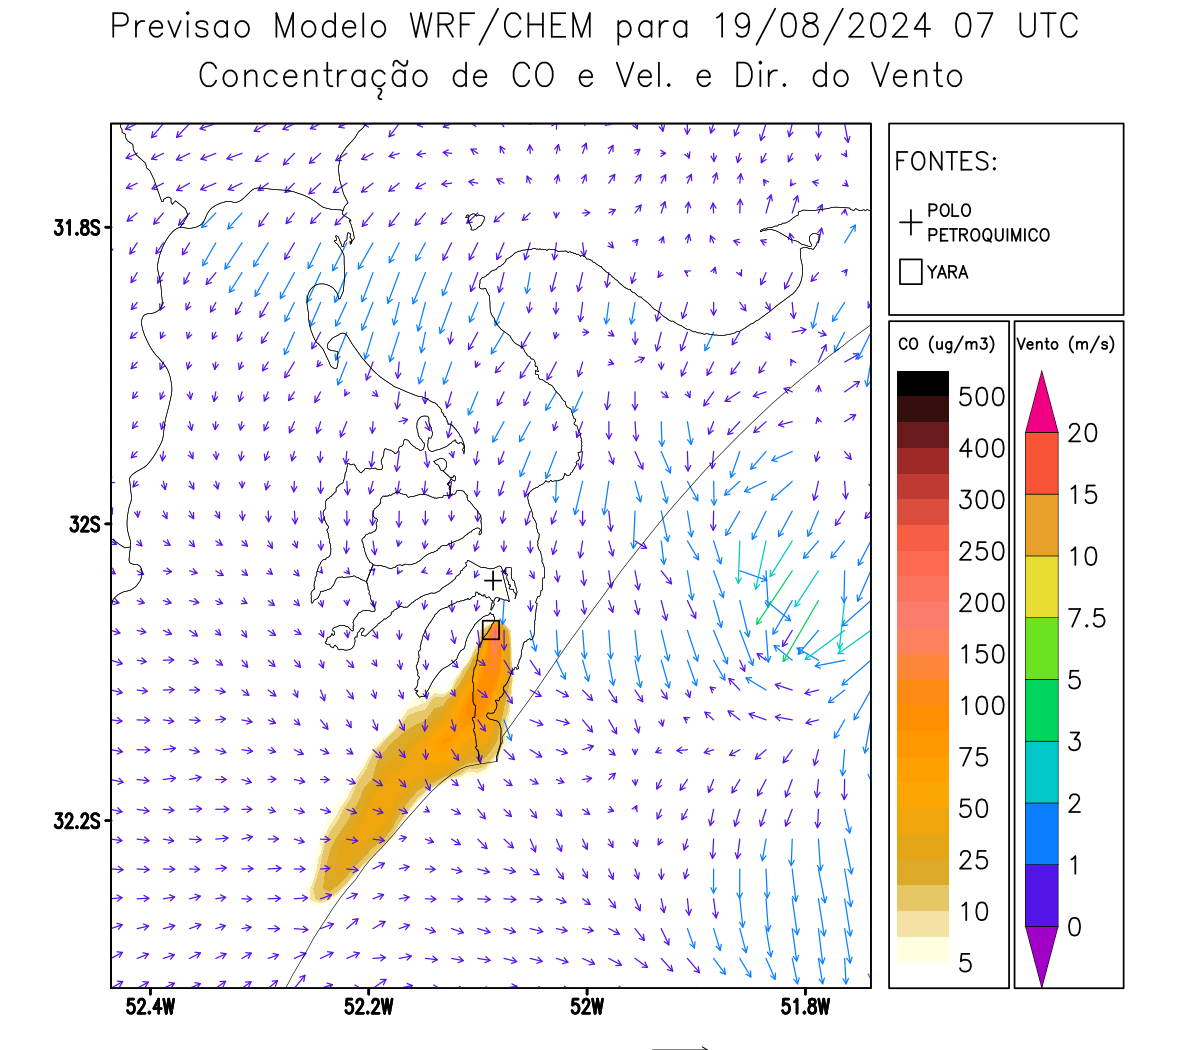 Previsao Modelo WRF/CHEM para 19/08/2024 07 UTC
Concentração de CO e Vel. e Dir. do Vento
FONTES:
POLO
PETROQUIMICO
YARA
CO (ug/m3)
500
400
300
250
200
150
100
75
50
25
10
5
Vento (m/s)
20
15
10
7.5
5
3
2
1
0
31.8S
32S
32.2S
52.4W
52.2W
52W
51.8W